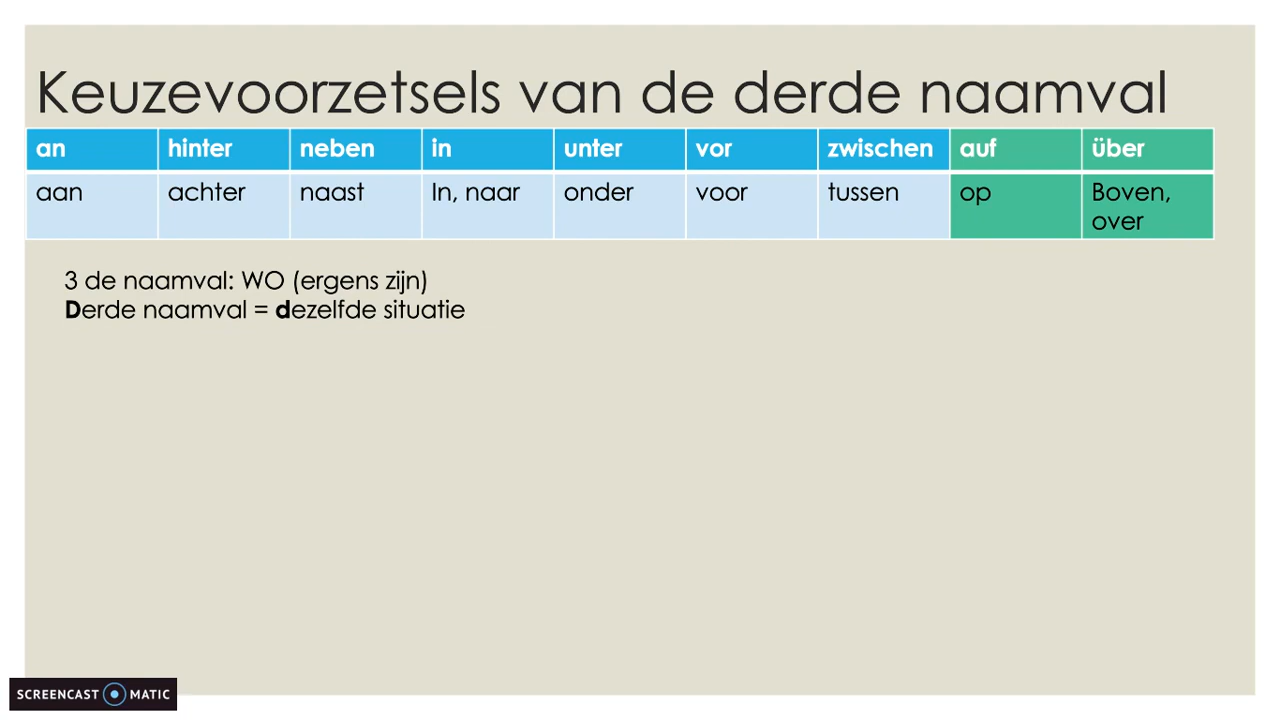 Keuzevoorzetsels van de derde naamval
an hinter neben in unter vor zwischen auf über
aan achter naast In, naar onder voor tussen op Boven,
over
3 de naamval: WO (ergens zijn)
Derde naamval = dezelfde situatie
SCREENCAST MATIC